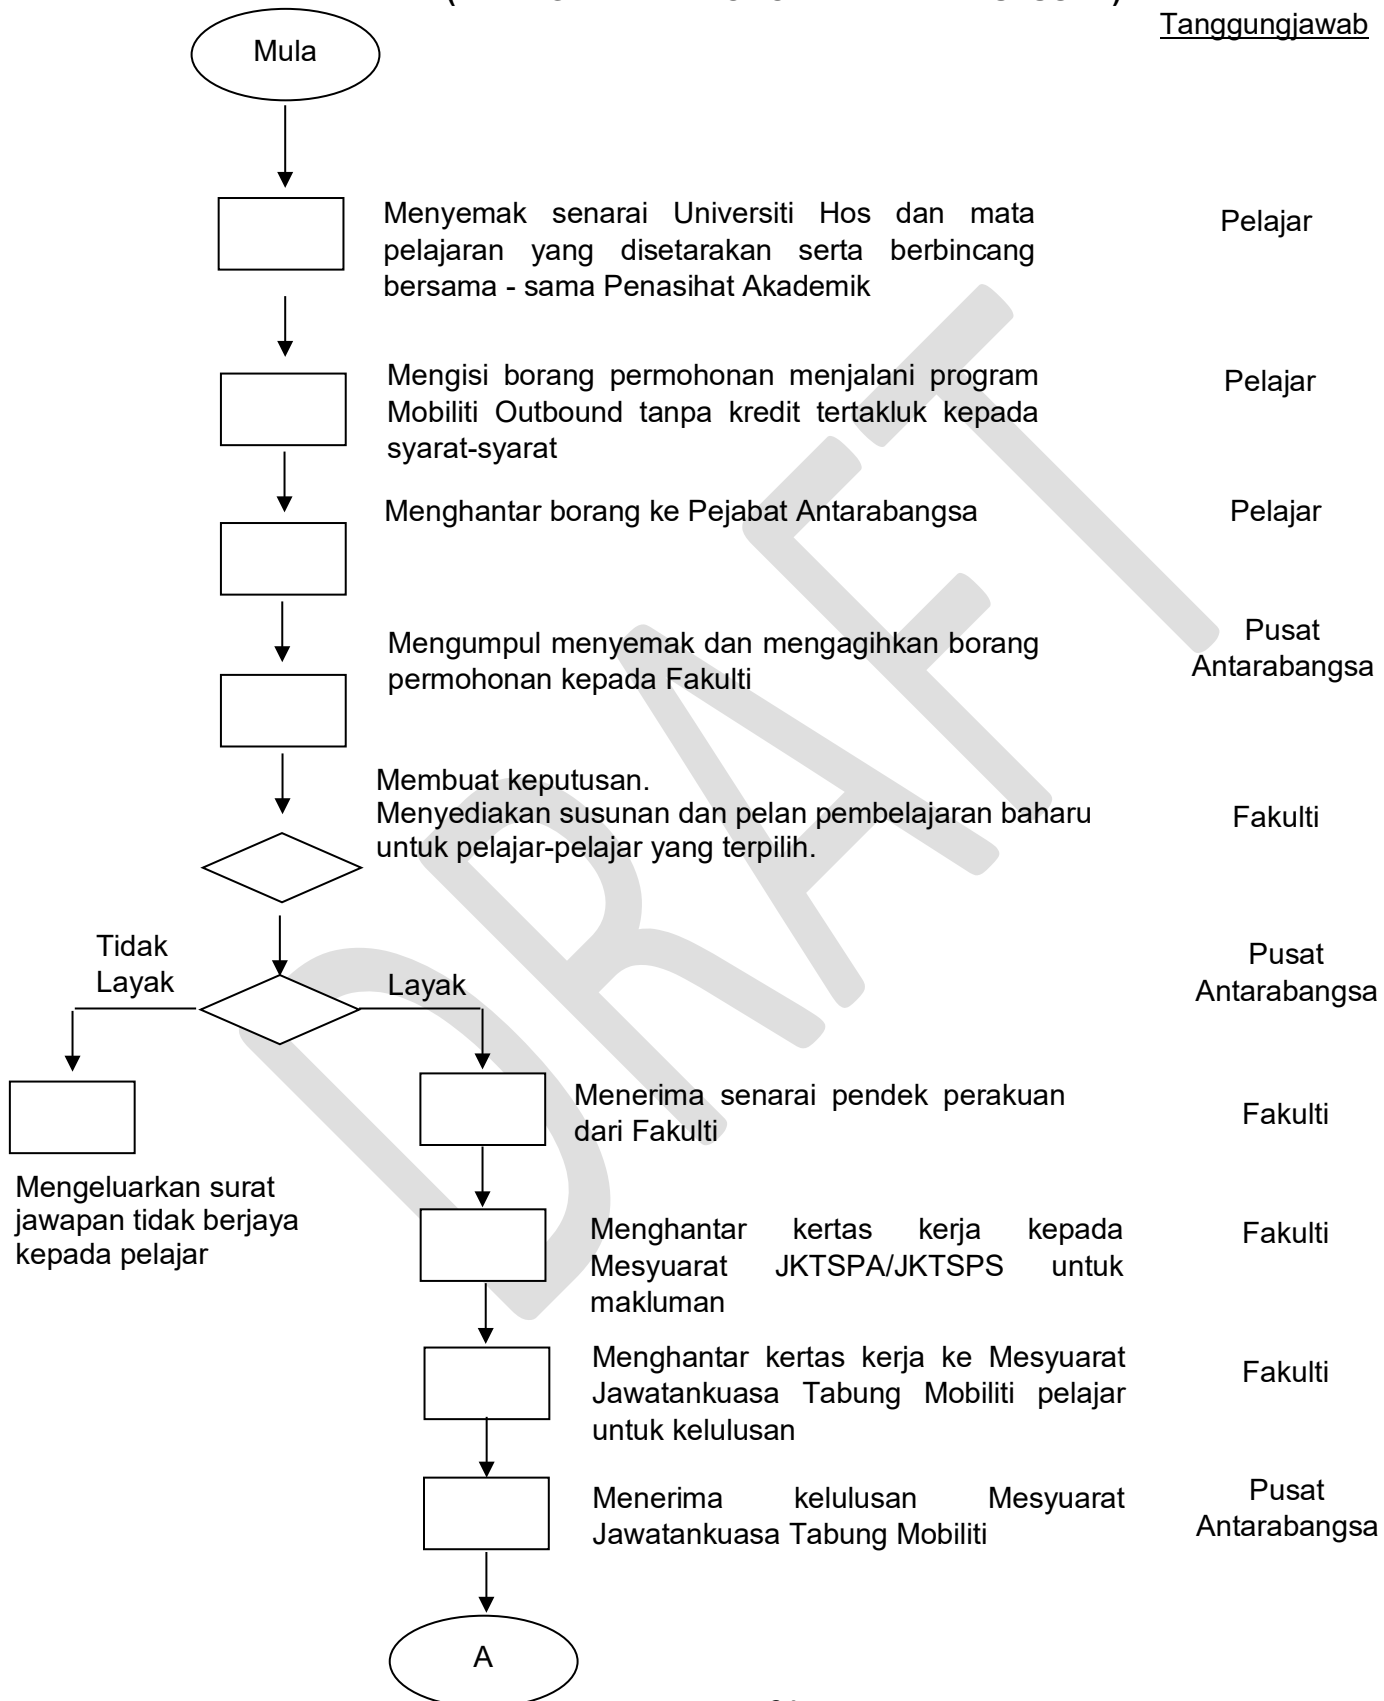 Tanggungjawab
Mula
Menyemak senarai Universiti Hos dan mata
pelajaran yang disetarakan serta berbincang
bersama - sama Penasihat Akademik
Pelajar
Mengisi borang permohonan menjalani program
Mobiliti Outbound tanpa kredit tertakluk kepada
syarat-syarat
Pelajar
Menghantar borang ke Pejabat Antarabangsa
Pelajar
Mengumpul menyemak dan mengagihkan borang
permohonan kepada Fakulti
Pusat
Antarabangsa
Membuat keputusan.
Menyediakan susunan dan pelan pembelajaran baharu
untuk pelajar-pelajar yang terpilih.
Fakulti
Tidak
Layak
Layak
Pusat
Antarabangsa
Menerima senarai pendek perakuan
dari Fakulti
Fakulti
Mengeluarkan surat
jawapan tidak berjaya
kepada pelajar
Menghantar kertas kerja kepada
Mesyuarat JKTSPA/JKTSPS untuk
makluman
Fakulti
Menghantar kertas kerja ke Mesyuarat
Jawatankuasa Tabung Mobiliti pelajar
untuk kelulusan
Fakulti
Menerima kelulusan Mesyuarat
Jawatankuasa Tabung Mobiliti
Pusat
Antarabangsa
A
DRAFT